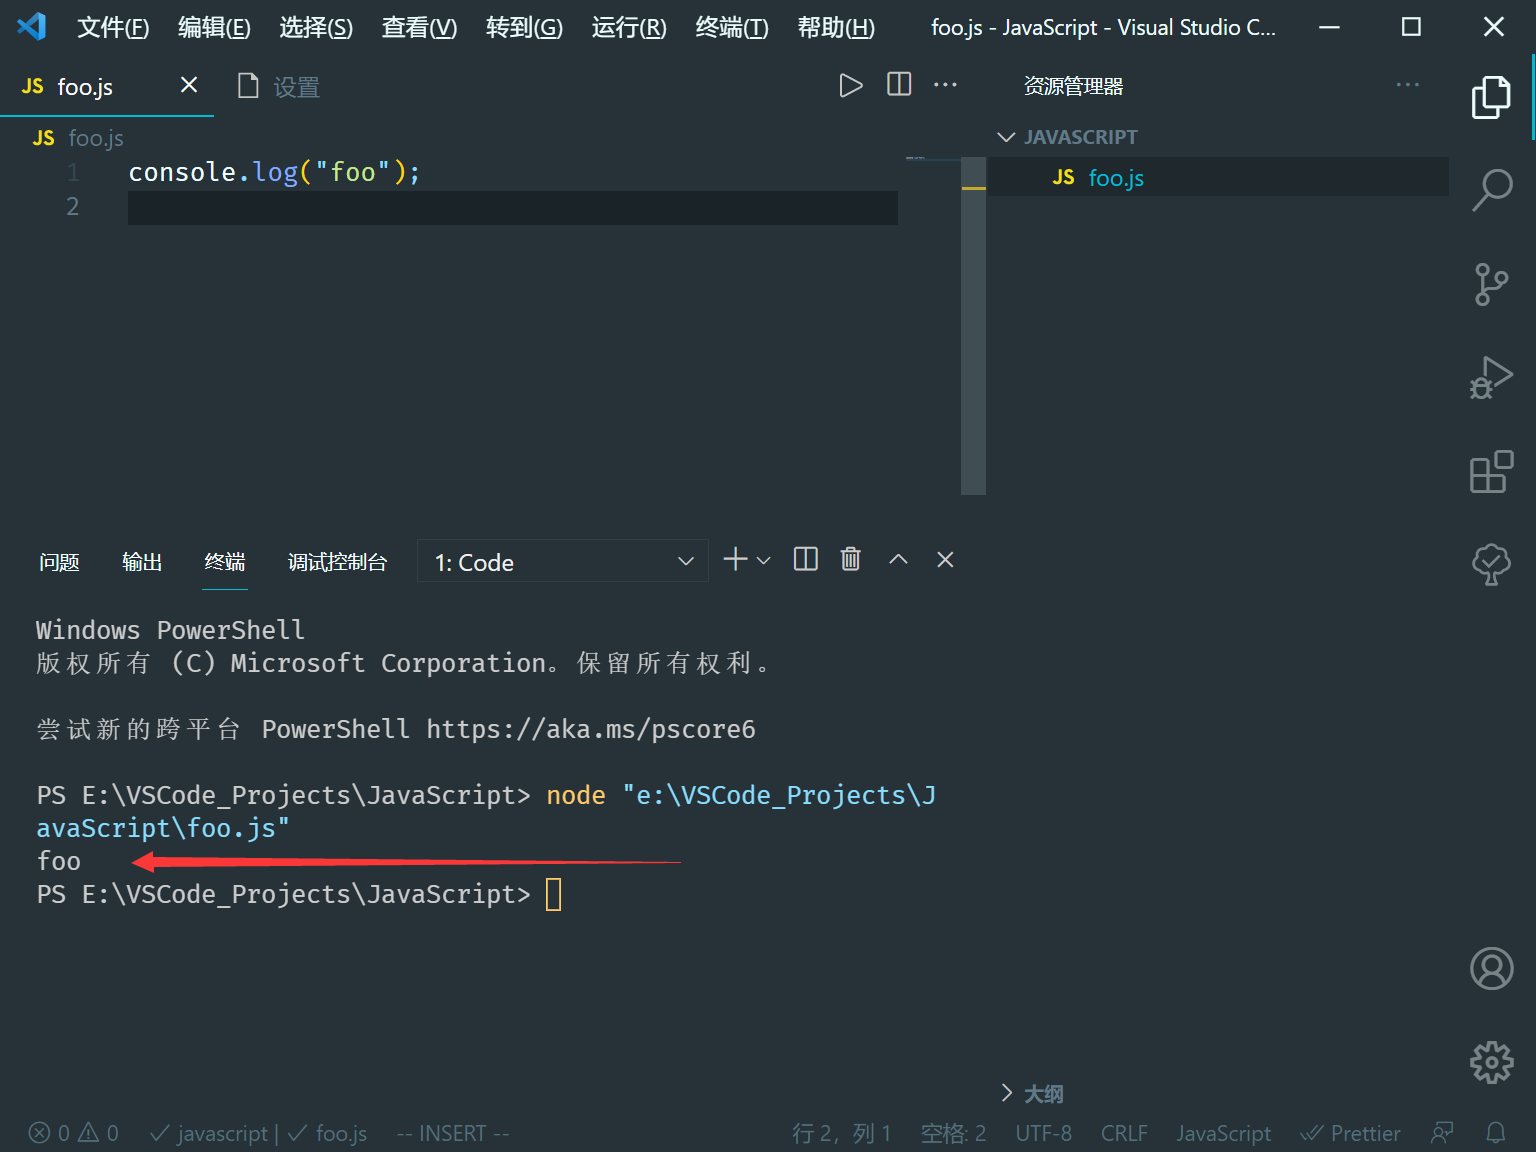 文件(F) 编辑(E) 选择(S) 查看(V) 转到(G) 运行(R) 终端(T) 帮助(H) foo.js - JavaScript - Visual Studio C...
JS foo.js 设置 资源管理器
JS foo.js
JAVASCRIPT
JS foo.js
1 console.log("foo");
2
问题 输出 终端 调试控制台 1: Code
Windows PowerShell
版权所有 (C) Microsoft Corporation。保留所有权利。
尝试新的跨平台 PowerShell https://aka.ms/pscore6
PS E:\VSCode_Projects\JavaScript> node "e:\VSCode_Projects\J
avaScript\foo.js"
foo
PS E:\VSCode_Projects\JavaScript>
大纲
0 0 javascript | foo.js -- INSERT -- 行 2，列 1 空格: 2 UTF-8 CRLF JavaScript Prettier